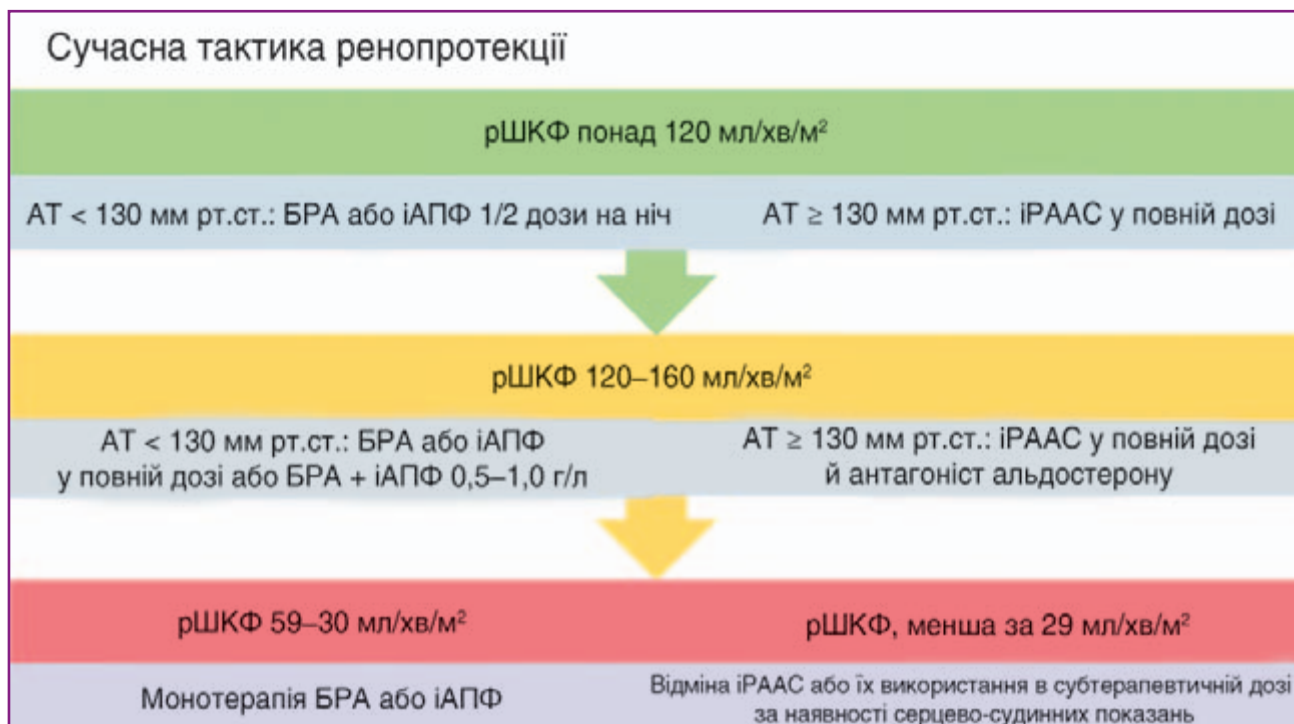 Сучасна тактика ренопротекції
рШКФ понад 120 мл/хв/м²
АТ < 130 мм рт.ст.: БРА або іАПФ 1/2 дози на ніч
АТ ≥ 130 мм рт.ст.: іРААС у повній дозі
рШКФ 120–160 мл/хв/м²
АТ < 130 мм рт.ст.: БРА або іАПФ
у повній дозі або БРА + іАПФ 0,5–1,0 г/л
АТ ≥ 130 мм рт.ст.: іРААС у повній дозі
й антагоніст альдостерону
рШКФ 59–30 мл/хв/м²
рШКФ, менша за 29 мл/хв/м²
Монотерапія БРА або іАПФ
Відміна іРААС або їх використання в субтерапевтичній дозі
за наявності серцево-судинних показань